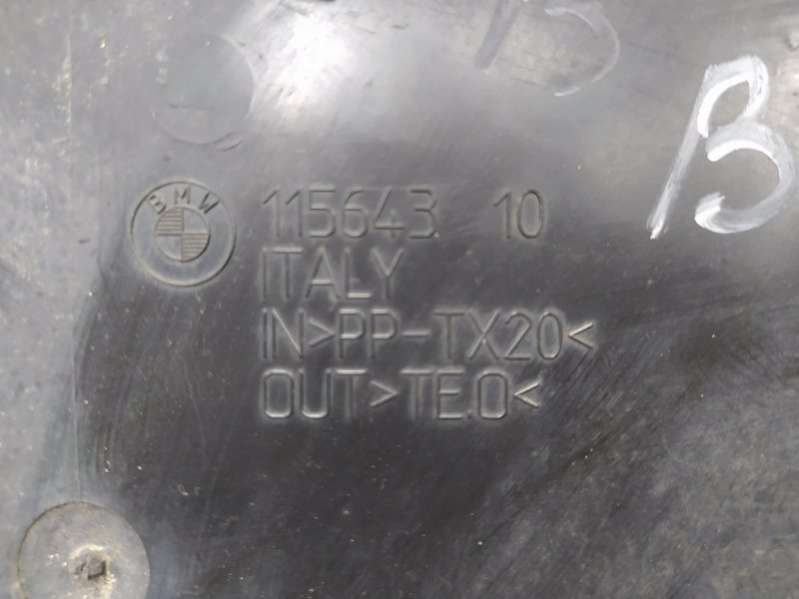 B
BMW
115643. 10
ITALY
IN>PP-TX20<
OUT>TE.O<